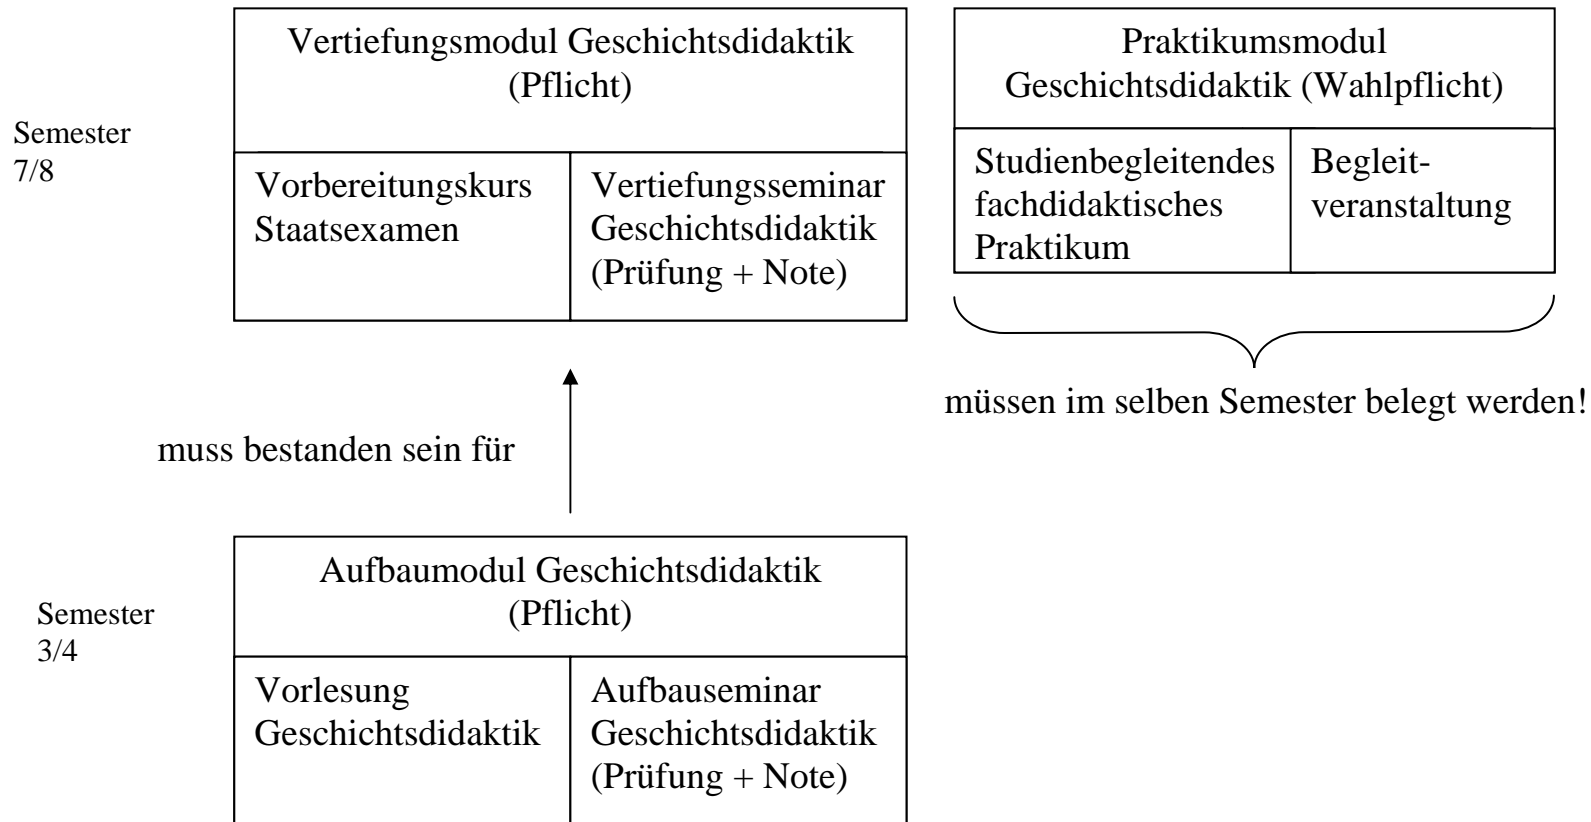 Vertiefungsmodul Geschichtsdidaktik
(Pflicht)
Praktikumsmodul
Geschichtsdidaktik (Wahlpflicht)
Semester
7/8
Vorbereitungskurs
Staatsexamen
Vertiefungsseminar
Geschichtsdidaktik
(Prüfung + Note)
Studienbegleitendes
fachdidaktisches
Praktikum
Begleit-
veranstaltung
müssen im selben Semester belegt werden!
muss bestanden sein für
Aufbaumodul Geschichtsdidaktik
(Pflicht)
Semester
3/4
Vorlesung
Geschichtsdidaktik
Aufbauseminar
Geschichtsdidaktik
(Prüfung + Note)